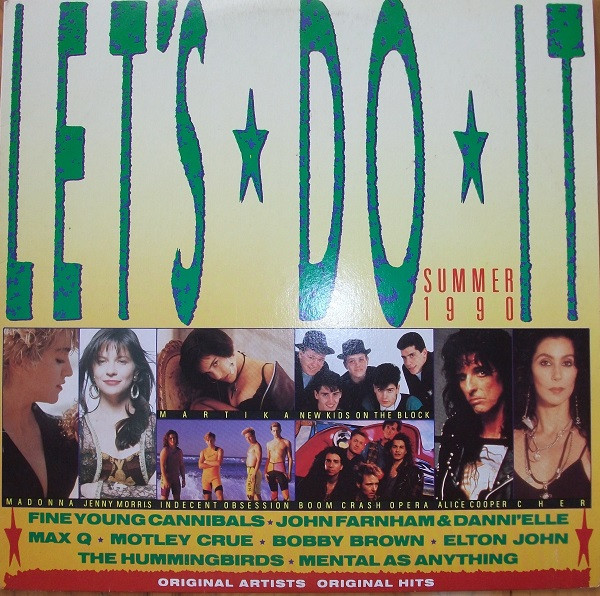 LET'S★DO★IT
SUMMER
1990
MARTIKA
NEW KIDS ON THE BLOCK
MADONNA
JENNY MORRIS
INDECENT OBSESSION
BOOM CRASH OPERA
ALICE COOPER
CHER
FINE YOUNG CANNIBALS★JOHN FARNHAM & DANNI'ELLE
MAX Q★MOTLEY CRUE★BOBBY BROWN★ELTON JOHN
THE HUMMINGBIRDS★MENTAL AS ANYTHING
ORIGINAL ARTISTS ORIGINAL HITS